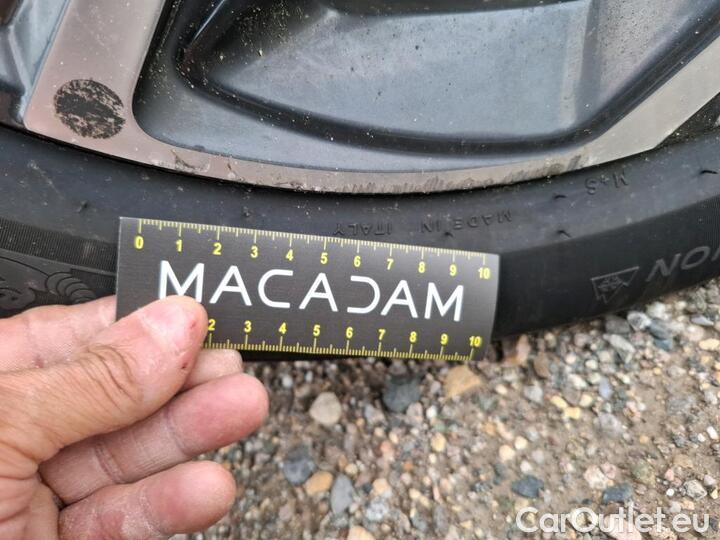 M+S
MADE IN ITALY
ION
0 1 2 3 4 5 6 7 8 9 10
MACADAM
2 3 4 5 6 7 8 9 10
CarOutlet.eu